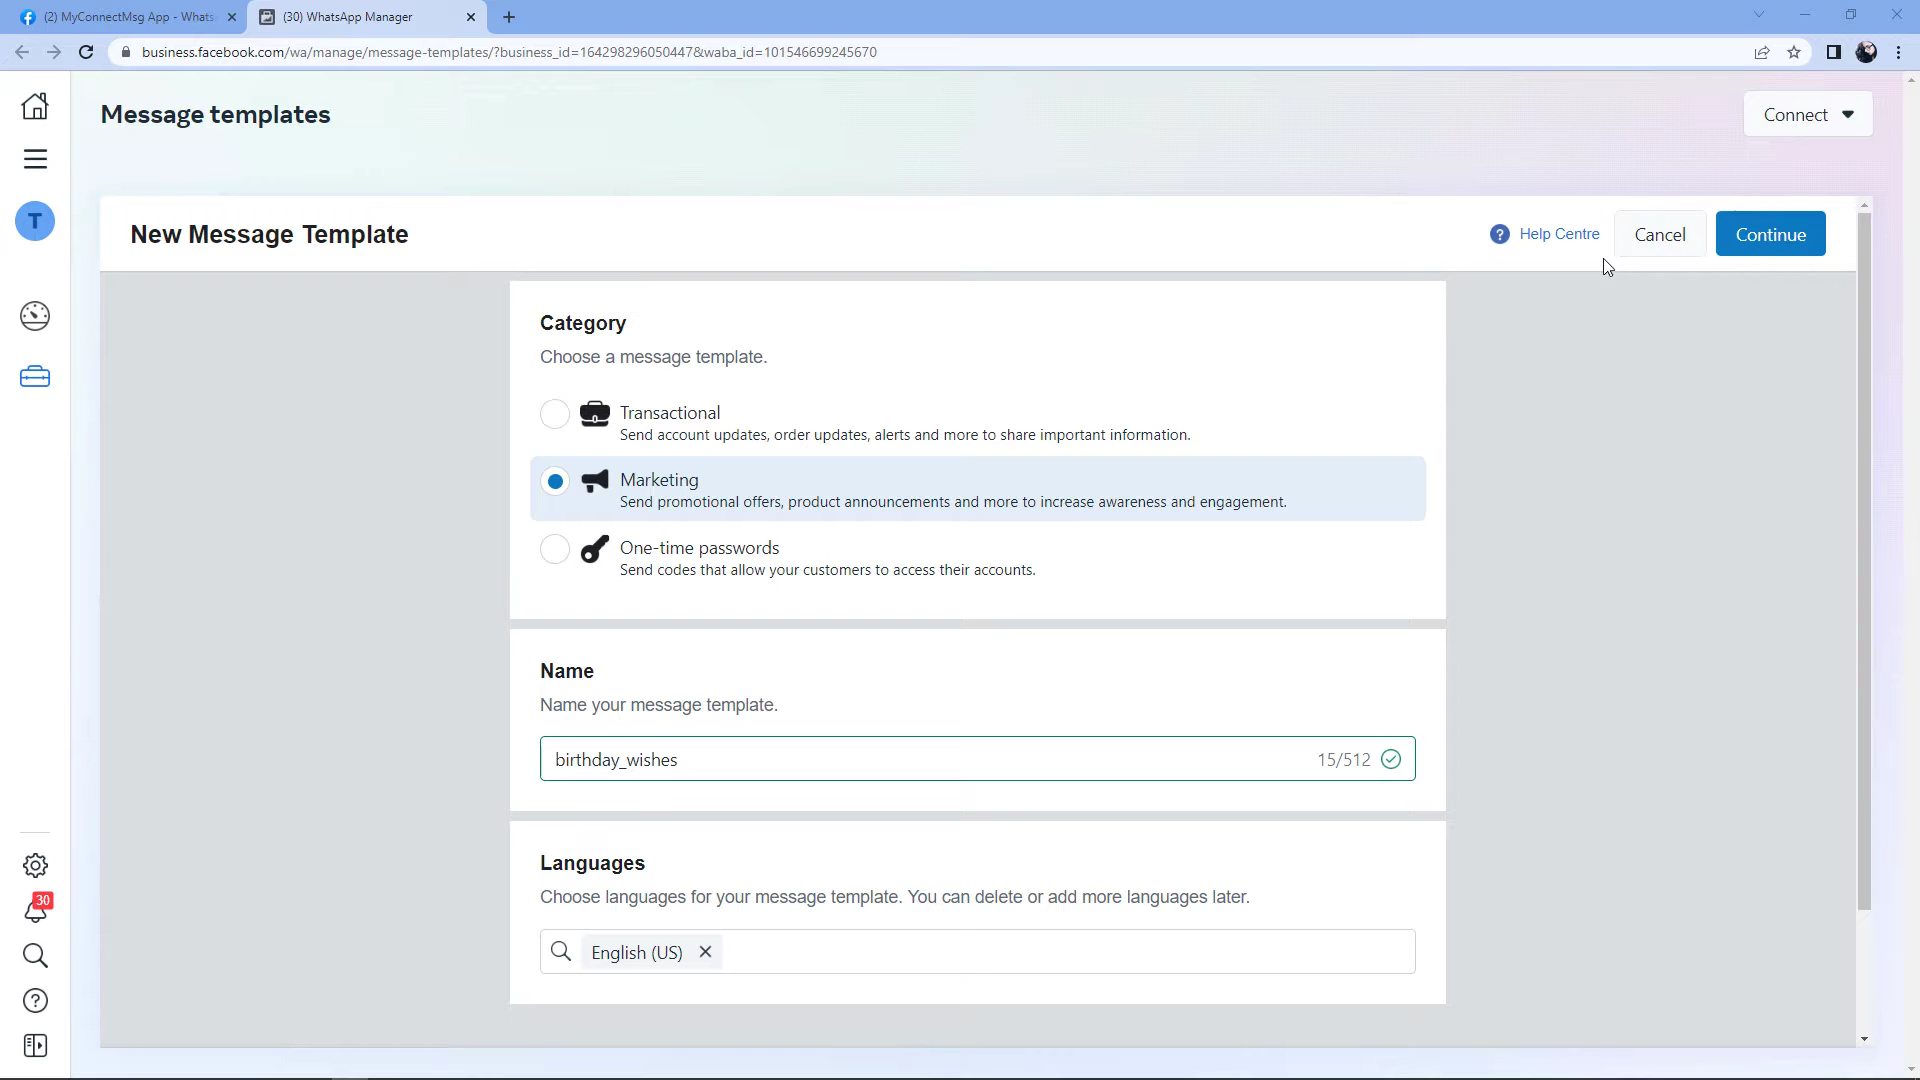 (2) MyConnectMsg App - Whats
(30) WhatsApp Manager
business.facebook.com/wa/manage/message-templates/?business_id=164298296050447&waba_id=101546699245670
Message templates
Connect
T
New Message Template
? Help Centre
Cancel
Continue
Category
Choose a message template.
Transactional
Send account updates, order updates, alerts and more to share important information.
Marketing
Send promotional offers, product announcements and more to increase awareness and engagement.
One-time passwords
Send codes that allow your customers to access their accounts.
Name
Name your message template.
birthday_wishes
15/512
Languages
Choose languages for your message template. You can delete or add more languages later.
English (US)
30
?